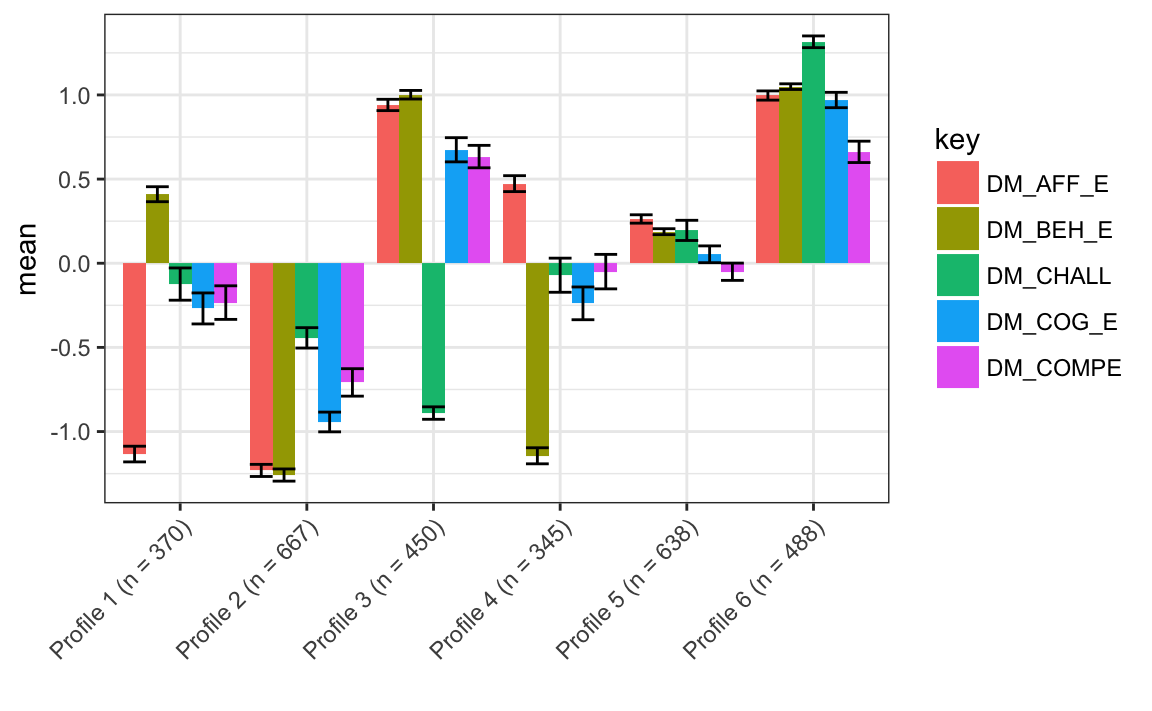 mean
1.0
0.5
0.0
-0.5
-1.0
Profile 1 (n = 370)
Profile 2 (n = 667)
Profile 3 (n = 450)
Profile 4 (n = 345)
Profile 5 (n = 638)
Profile 6 (n = 488)
key
DM_AFF_E
DM_BEH_E
DM_CHALL
DM_COG_E
DM_COMPE